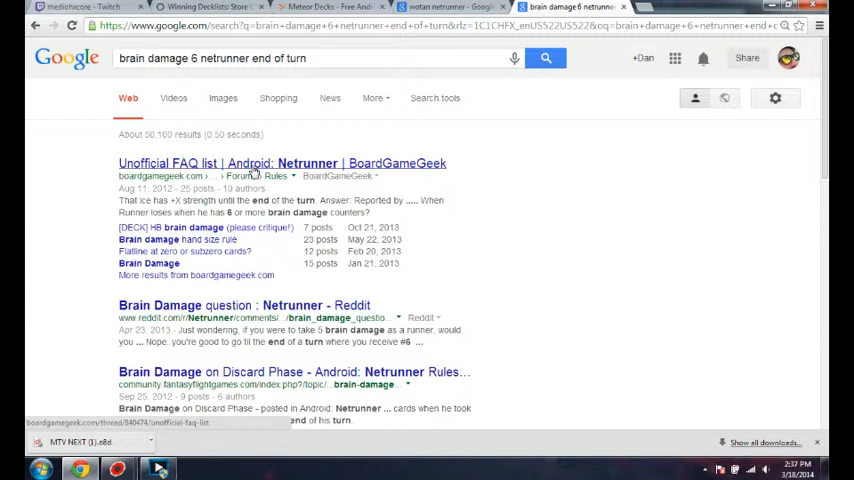 mediohxcore - Twitch
Winning Decklists: Store C
Meteor Decks - Free Andr
wotan netrunner - Google
brain damage 6 netrunner
https://www.google.com/search?q=brain+damage+6+netrunner+end+of+turn&rlz=1C1CHFX_enUS522US522&oq=brain+damage+6+netrunner+end+c
Google
brain damage 6 netrunner end of turn
+Dan
Share
Web
Videos
Images
Shopping
News
More
Search tools
About 50,100 results (0.50 seconds)
Unofficial FAQ list | Android: Netrunner | BoardGameGeek
boardgamegeek.com › ... › Forums Rules
BoardGameGeek
Aug 11, 2012 - 25 posts - 10 authors
That ice has +X strength until the end of the turn. Answer: Reported by ..... When
Runner loses when he has 6 or more brain damage counters?
[DECK] HB brain damage (please critique!) 7 posts Oct 21, 2013
Brain damage hand size rule 23 posts May 22, 2013
Flatline at zero or subzero cards? 12 posts Feb 20, 2013
Brain Damage 15 posts Jan 21, 2013
More results from boardgamegeek.com
Brain Damage question : Netrunner - Reddit
www.reddit.com/r/Netrunner/comments/.../brain_damage_questio...
Reddit
Apr 23, 2013 - Just wondering, if you were to take 5 brain damage as a runner, would
you ... Nope, you're good to go til the end of a turn where you receive #6 ...
Brain Damage on Discard Phase - Android: Netrunner Rules...
community.fantasyflightgames.com/index.php?/topic/...brain-damage...
Sep 25, 2012 - 9 posts - 6 authors
Brain Damage on Discard Phase - posted in Android: Netrunner ... cards when he took
end of his turn.
boardgamegeek.com/thread/840474/unofficial-faq-list
MTV NEXT (1).o8d
Show all downloads...
2:37 PM
3/18/2014